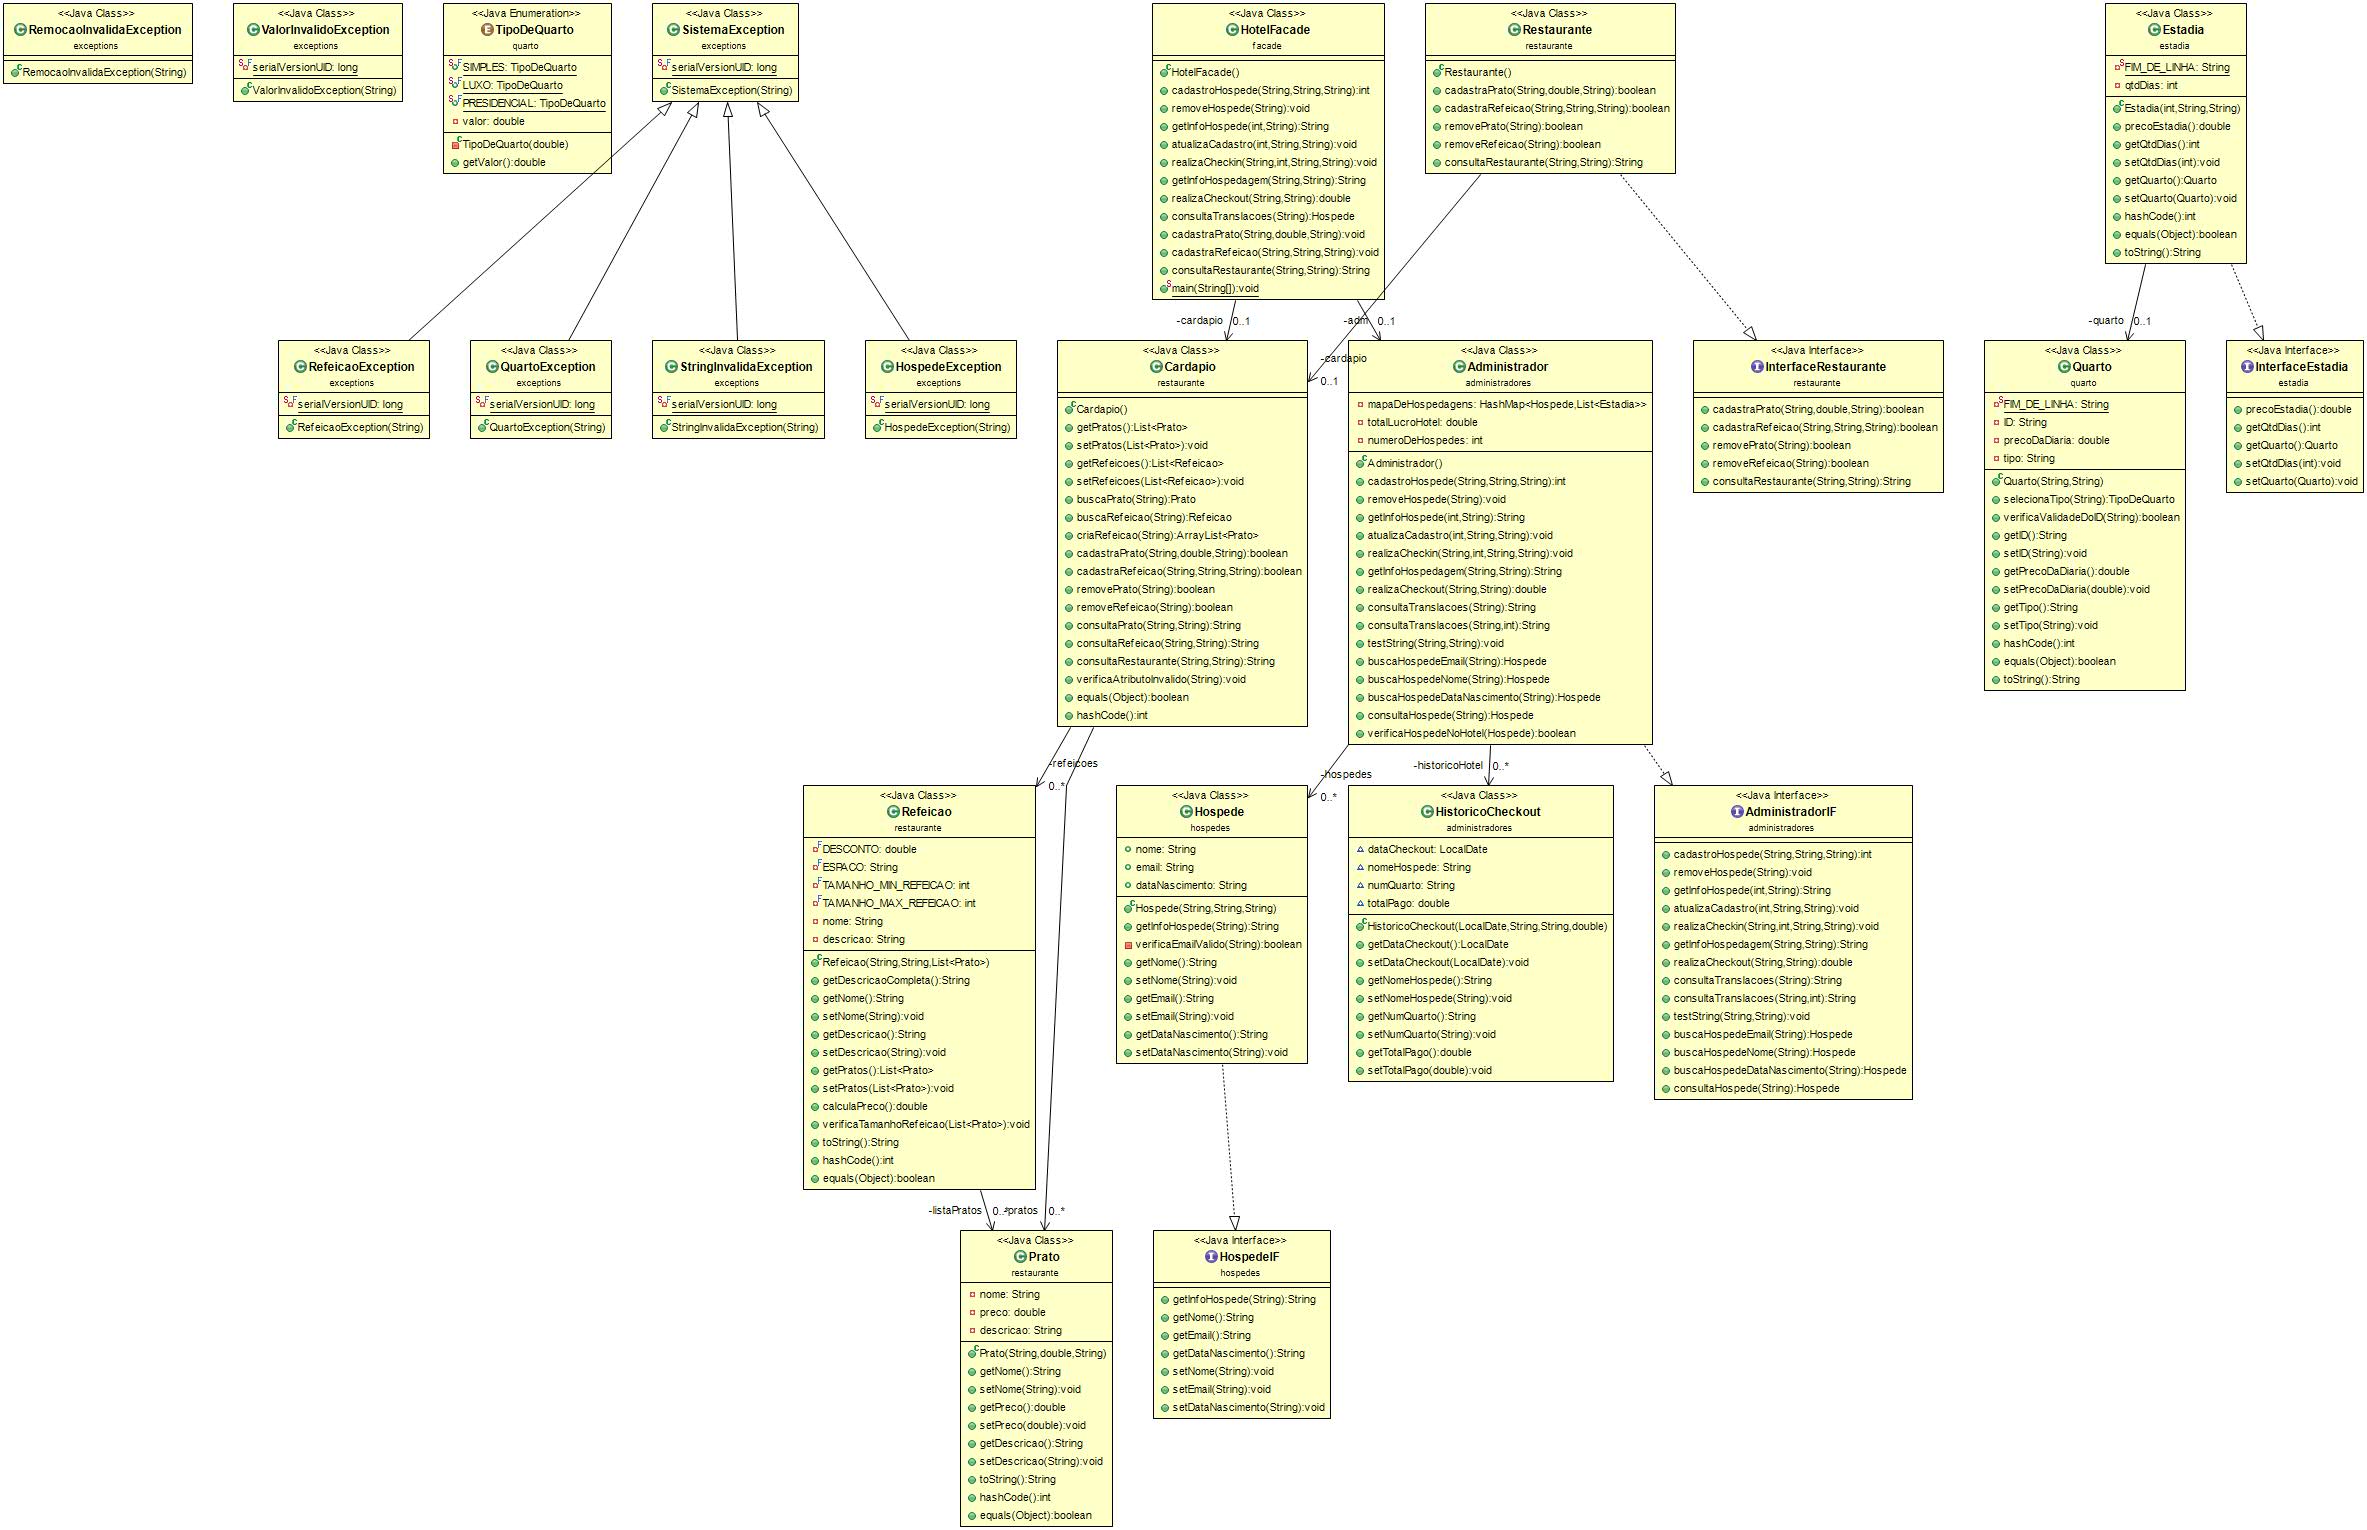 <<Java Class>>
RemocaoInvalidaException
exceptions
RemocaoInvalidaException(String)
<<Java Class>>
ValorInvalidoException
exceptions
serialVersionUID: long
ValorInvalidoException(String)
<<Java Enumeration>>
TipoDeQuarto
quarto
SIMPLES: TipoDeQuarto
LUXO: TipoDeQuarto
PRESIDENCIAL: TipoDeQuarto
valor: double
TipoDeQuarto(double)
getValor():double
<<Java Class>>
SistemaException
exceptions
serialVersionUID: long
SistemaException(String)
<<Java Class>>
HotelFacade
facade
HotelFacade()
cadastroHospede(String,String,String):int
removeHospede(String):void
getInfoHospede(int,String):String
atualizaCadastro(int,String,String):void
realizaCheckin(String,int,String,String):void
getInfoHospedagem(String,String):String
realizaCheckout(String,String):double
consultaTranslacoes(String):Hospede
cadastraPrato(String,double,String):void
cadastraRefeicao(String,String,String):void
consultaRestaurante(String,String):String
main(String[]):void
<<Java Class>>
Restaurante
restaurante
Restaurante()
cadastraPrato(String,double,String):boolean
cadastraRefeicao(String,String,String):boolean
removePrato(String):boolean
removeRefeicao(String):boolean
consultaRestaurante(String,String):String
<<Java Class>>
Estadia
estadia
FIM_DE_LINHA: String
qtdDias: int
Estadia(int,String,String)
precoEstadia():double
getQtdDias():int
setQtdDias(int):void
getQuarto():Quarto
setQuarto(Quarto):void
hashCode():int
equals(Object):boolean
toString():String
-cardapio 0..1
-adm 0..1
-cardapio
0..1
-quarto 0..1
<<Java Class>>
RefeicaoException
exceptions
serialVersionUID: long
RefeicaoException(String)
<<Java Class>>
QuartoException
exceptions
serialVersionUID: long
QuartoException(String)
<<Java Class>>
StringInvalidaException
exceptions
serialVersionUID: long
StringInvalidaException(String)
<<Java Class>>
HospedeException
exceptions
serialVersionUID: long
HospedeException(String)
<<Java Class>>
Cardapio
restaurante
Cardapio()
getPratos():List<Prato>
setPratos(List<Prato>):void
getRefeicoes():List<Refeicao>
setRefeicoes(List<Refeicao>):void
buscaPrato(String):Prato
buscaRefeicao(String):Refeicao
criaRefeicao(String):ArrayList<Prato>
cadastraPrato(String,double,String):boolean
cadastraRefeicao(String,String,String):boolean
removePrato(String):boolean
removeRefeicao(String):boolean
consultaPrato(String,String):String
consultaRefeicao(String,String):String
consultaRestaurante(String,String):String
verificaAtributoInvalido(String):void
equals(Object):boolean
hashCode():int
<<Java Class>>
Administrador
administradores
mapaDeHospedagens: HashMap<Hospede,List<Estadia>>
totalLucroHotel: double
numeroDeHospedes: int
Administrador()
cadastroHospede(String,String,String):int
removeHospede(String):void
getInfoHospede(int,String):String
atualizaCadastro(int,String,String):void
realizaCheckin(String,int,String,String):void
getInfoHospedagem(String,String):String
realizaCheckout(String,String):double
consultaTranslacoes(String):String
consultaTranslacoes(String,int):String
testString(String,String):void
buscaHospedeEmail(String):Hospede
buscaHospedeNome(String):Hospede
buscaHospedeDataNascimento(String):Hospede
consultaHospede(String):Hospede
verificaHospedeNoHotel(Hospede):boolean
<<Java Interface>>
InterfaceRestaurante
restaurante
cadastraPrato(String,double,String):boolean
cadastraRefeicao(String,String,String):boolean
removePrato(String):boolean
removeRefeicao(String):boolean
consultaRestaurante(String,String):String
<<Java Class>>
Quarto
quarto
FIM_DE_LINHA: String
ID: String
precoDaDiaria: double
tipo: String
Quarto(String,String)
selecionaTipo(String):TipoDeQuarto
verificaValidadeDoID(String):boolean
getID():String
setID(String):void
getPrecoDaDiaria():double
setPrecoDaDiaria(double):void
getTipo():String
setTipo(String):void
hashCode():int
equals(Object):boolean
toString():String
<<Java Interface>>
InterfaceEstadia
estadia
precoEstadia():double
getQtdDias():int
getQuarto():Quarto
setQtdDias(int):void
setQuarto(Quarto):void
-refeicoes
0..*
-hospedes
0..*
-historicoHotel 0..*
<<Java Class>>
Refeicao
restaurante
DESCONTO: double
ESPACO: String
TAMANHO_MIN_REFEICAO: int
TAMANHO_MAX_REFEICAO: int
nome: String
descricao: String
Refeicao(String,String,List<Prato>)
getDescricaoCompleta():String
getNome():String
setNome(String):void
getDescricao():String
setDescricao(String):void
getPratos():List<Prato>
setPratos(List<Prato>):void
calculaPreco():double
verificaTamanhoRefeicao(List<Prato>):void
toString():String
hashCode():int
equals(Object):boolean
<<Java Class>>
Hospede
hospedes
nome: String
email: String
dataNascimento: String
Hospede(String,String,String)
getInfoHospede(String):String
verificaEmailValido(String):boolean
getNome():String
setNome(String):void
getEmail():String
setEmail(String):void
getDataNascimento():String
setDataNascimento(String):void
<<Java Class>>
HistoricoCheckout
administradores
dataCheckout: LocalDate
nomeHospede: String
numQuarto: String
totalPago: double
HistoricoCheckout(LocalDate,String,String,double)
getDataCheckout():LocalDate
setDataCheckout(LocalDate):void
getNomeHospede():String
setNomeHospede(String):void
getNumQuarto():String
setNumQuarto(String):void
getTotalPago():double
setTotalPago(double):void
<<Java Interface>>
AdministradorIF
administradores
cadastroHospede(String,String,String):int
removeHospede(String):void
getInfoHospede(int,String):String
atualizaCadastro(int,String,String):void
realizaCheckin(String,int,String,String):void
getInfoHospedagem(String,String):String
realizaCheckout(String,String):double
consultaTranslacoes(String):String
consultaTranslacoes(String,int):String
testString(String,String):void
buscaHospedeEmail(String):Hospede
buscaHospedeNome(String):Hospede
buscaHospedeDataNascimento(String):Hospede
consultaHospede(String):Hospede
-listaPratos 0..*
-pratos 0..*
<<Java Class>>
Prato
restaurante
nome: String
preco: double
descricao: String
Prato(String,double,String)
getNome():String
setNome(String):void
getPreco():double
setPreco(double):void
getDescricao():String
setDescricao(String):void
toString():String
hashCode():int
equals(Object):boolean
<<Java Interface>>
HospedeIF
hospedes
getInfoHospede(String):String
getNome():String
getEmail():String
getDataNascimento():String
setNome(String):void
setEmail(String):void
setDataNascimento(String):void